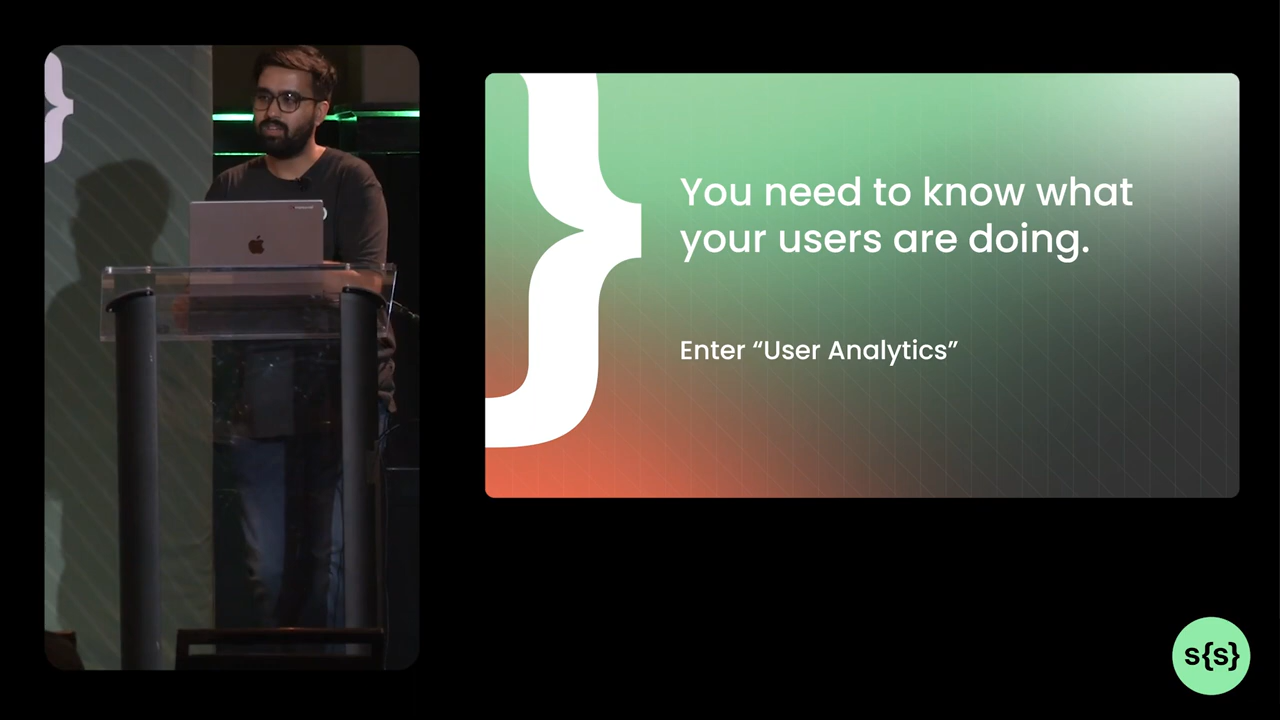 You need to know what
your users are doing.
Enter “User Analytics”
s{s}